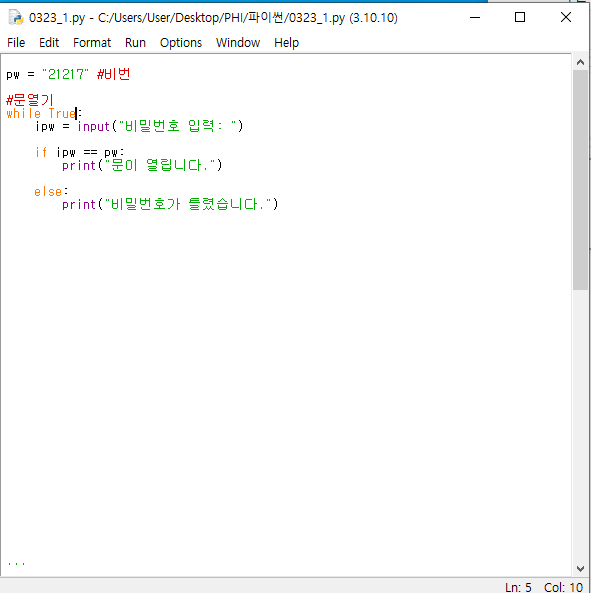 0323_1.py - C:/Users/User/Desktop/PHI/파이썬/0323_1.py (3.10.10)
File Edit Format Run Options Window Help
pw = "21217" #비번
#문열기
while True:
    ipw = input("비밀번호 입력: ")
    if ipw == pw:
        print("문이 열립니다.")
    else:
        print("비밀번호가 틀렸습니다.")
...
Ln: 5 Col: 10